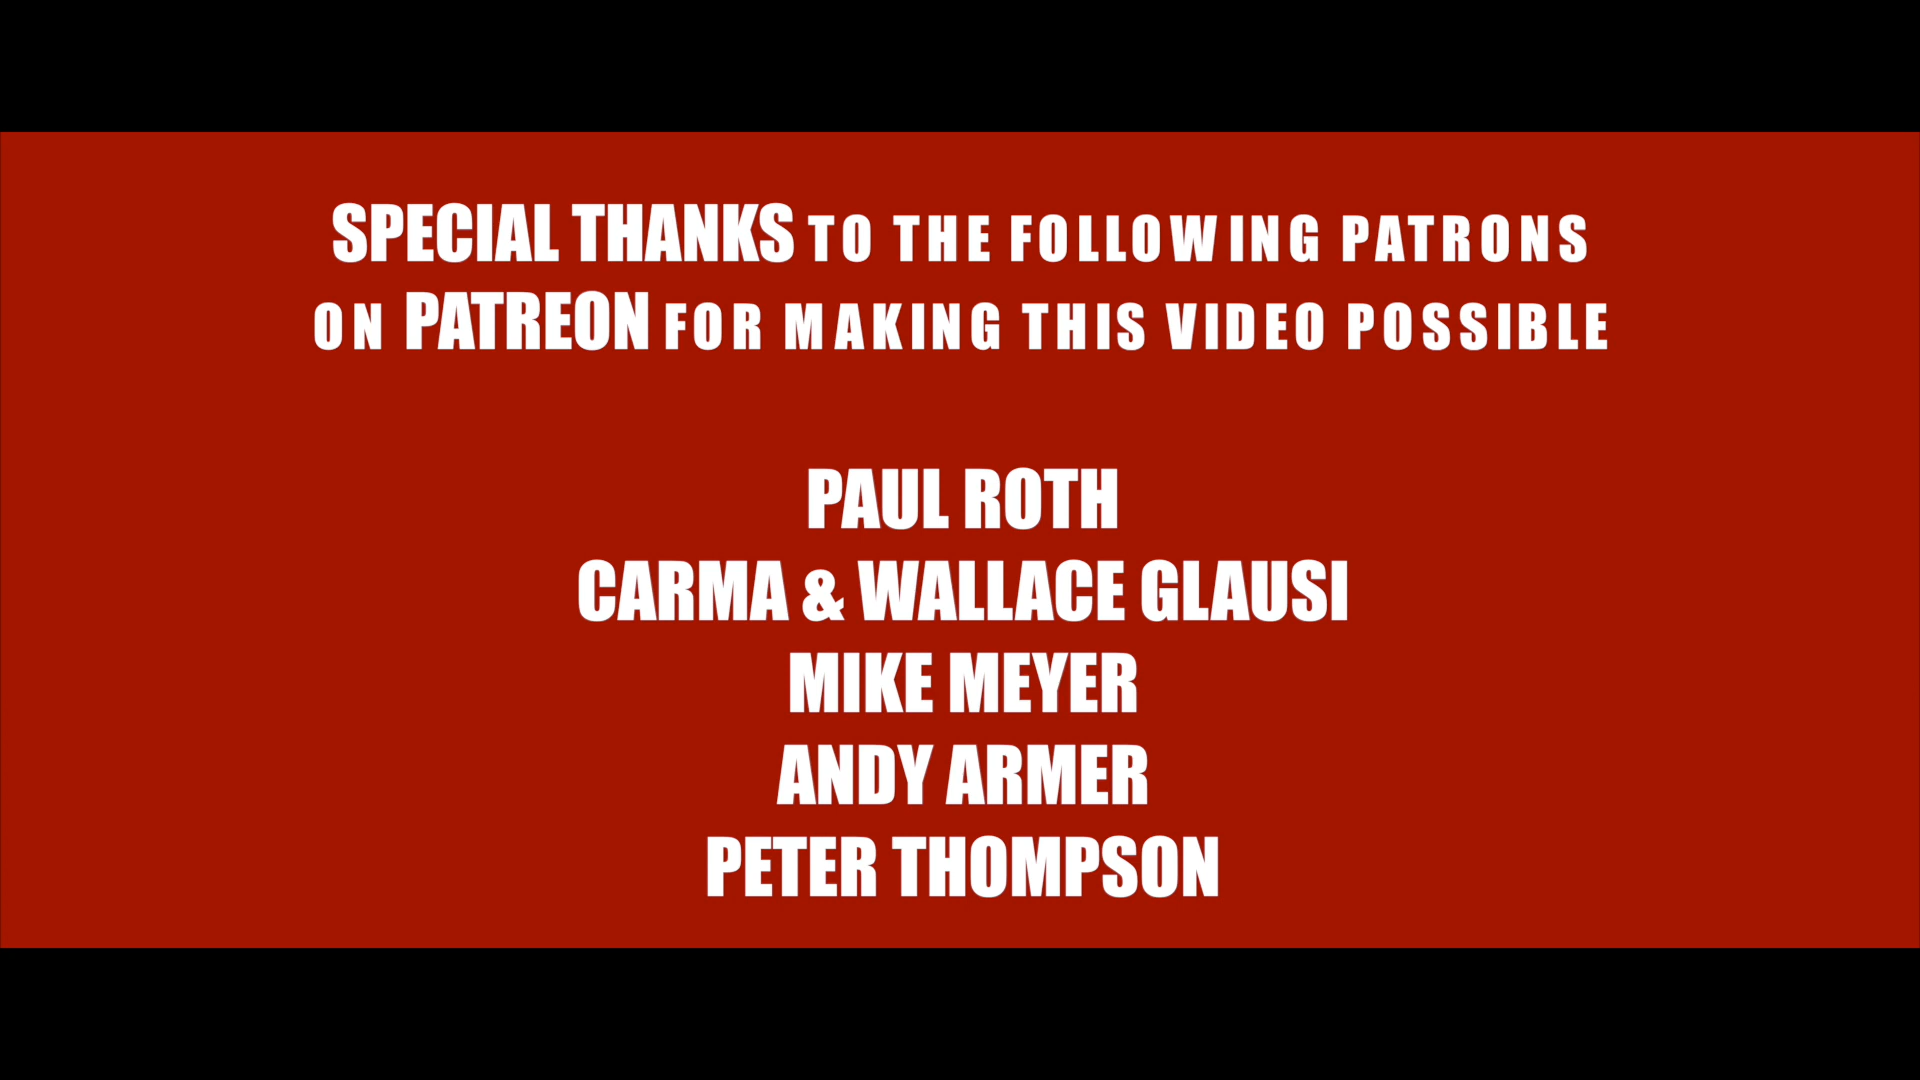 SPECIAL THANKS TO THE FOLLOWING PATRONS
ON PATREON FOR MAKING THIS VIDEO POSSIBLE
PAUL ROTH
CARMA & WALLACE GLAUSI
MIKE MEYER
ANDY ARMER
PETER THOMPSON